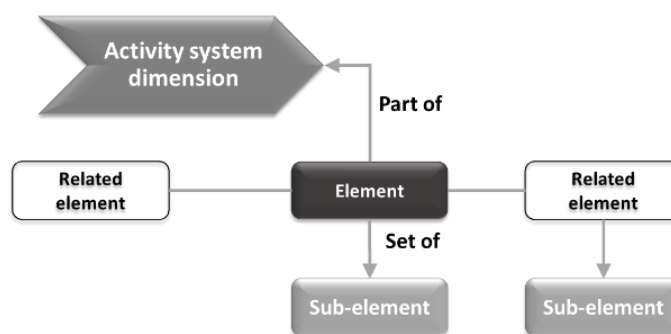 Activity system
dimension
Part of
Related
element
Element
Related
element
Set of
Sub-element
Sub-element